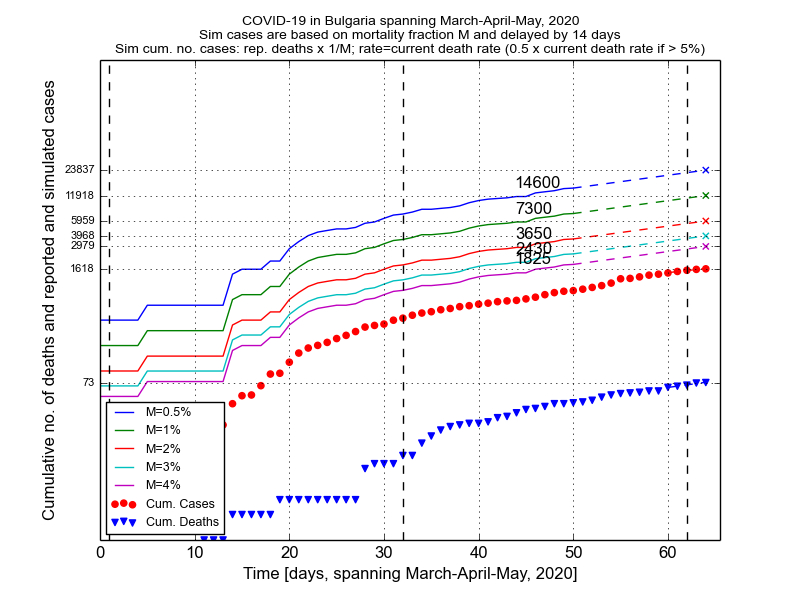 COVID-19 in Bulgaria spanning March-April-May, 2020
Sim cases are based on mortality fraction M and delayed by 14 days
Sim cum. no. cases: rep. deaths x 1/M; rate=current death rate (0.5 x current death rate if > 5%)
Cumulative no. of deaths and reported and simulated cases
23837
11918
5959
3968
2979
1618
73
14600
7300
3650
2430
1825
M=0.5%
M=1%
M=2%
M=3%
M=4%
Cum. Cases
Cum. Deaths
0 10 20 30 40 50 60
Time [days, spanning March-April-May, 2020]